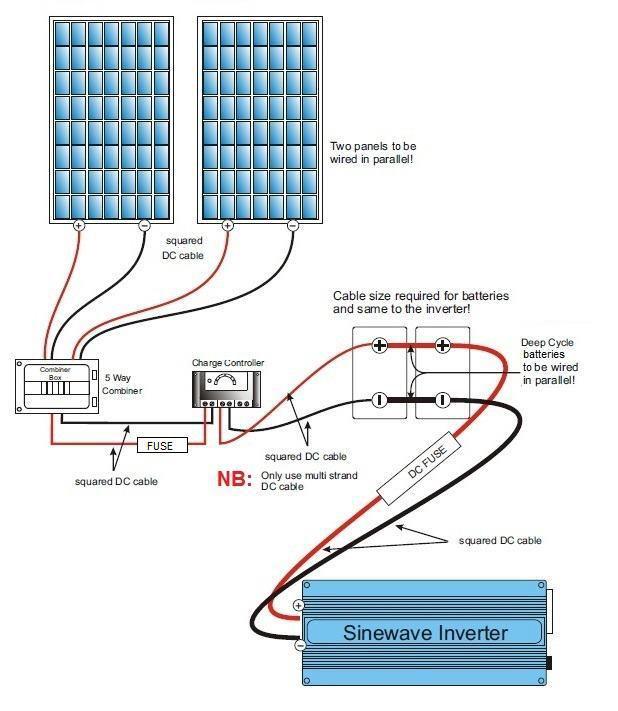 Two panels to be
wired in parallel!
+
−
+
−
squared
DC cable
Cable size required for batteries
and same to the inverter!
Combiner
Box
5 Way
Combiner
Charge Controller
+
+
Deep Cycle
batteries
to be wired
in parallel!
−
−
FUSE
squared DC cable
squared DC cable
NB: Only use multi strand
DC cable
DC FUSE
squared DC cable
+
−
Sinewave Inverter